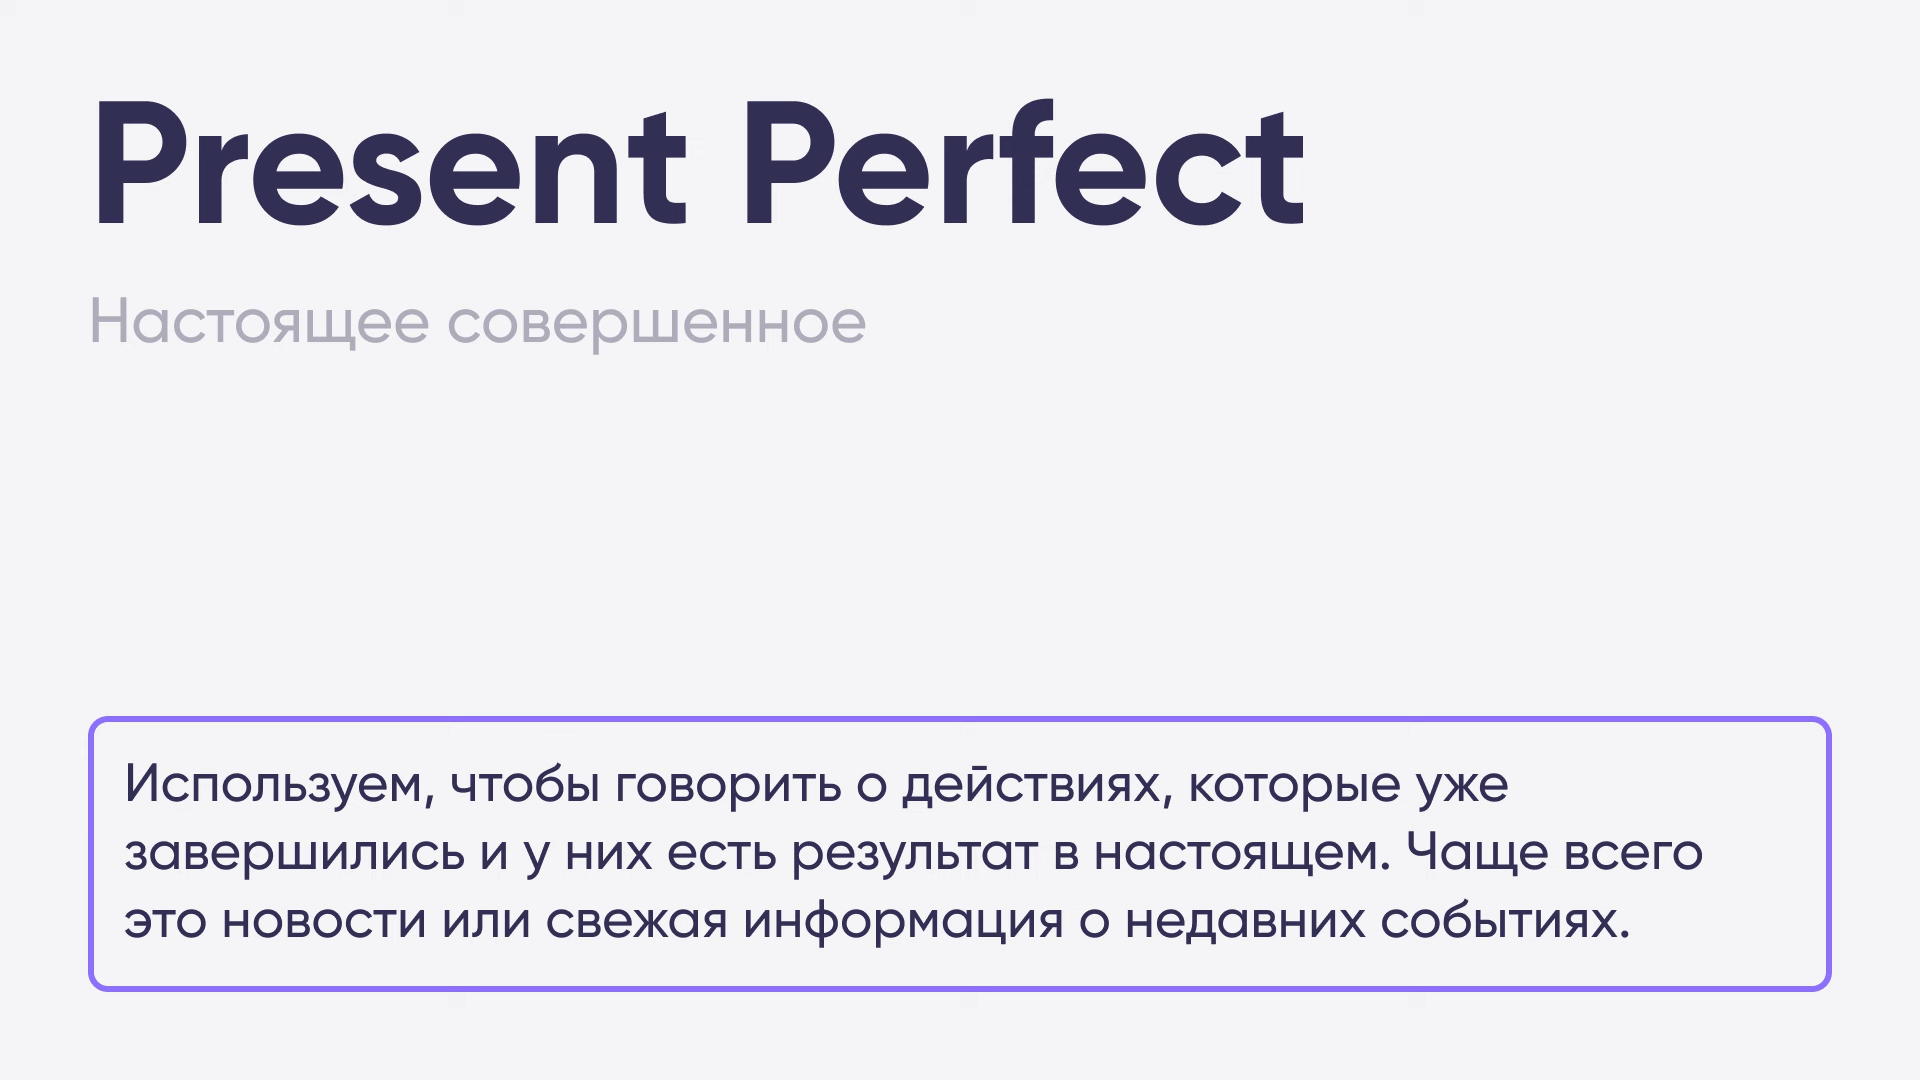 Present Perfect
Настоящее совершенное
Используем, чтобы говорить о действиях, которые уже
завершились и у них есть результат в настоящем. Чаще всего
это новости или свежая информация о недавних событиях.